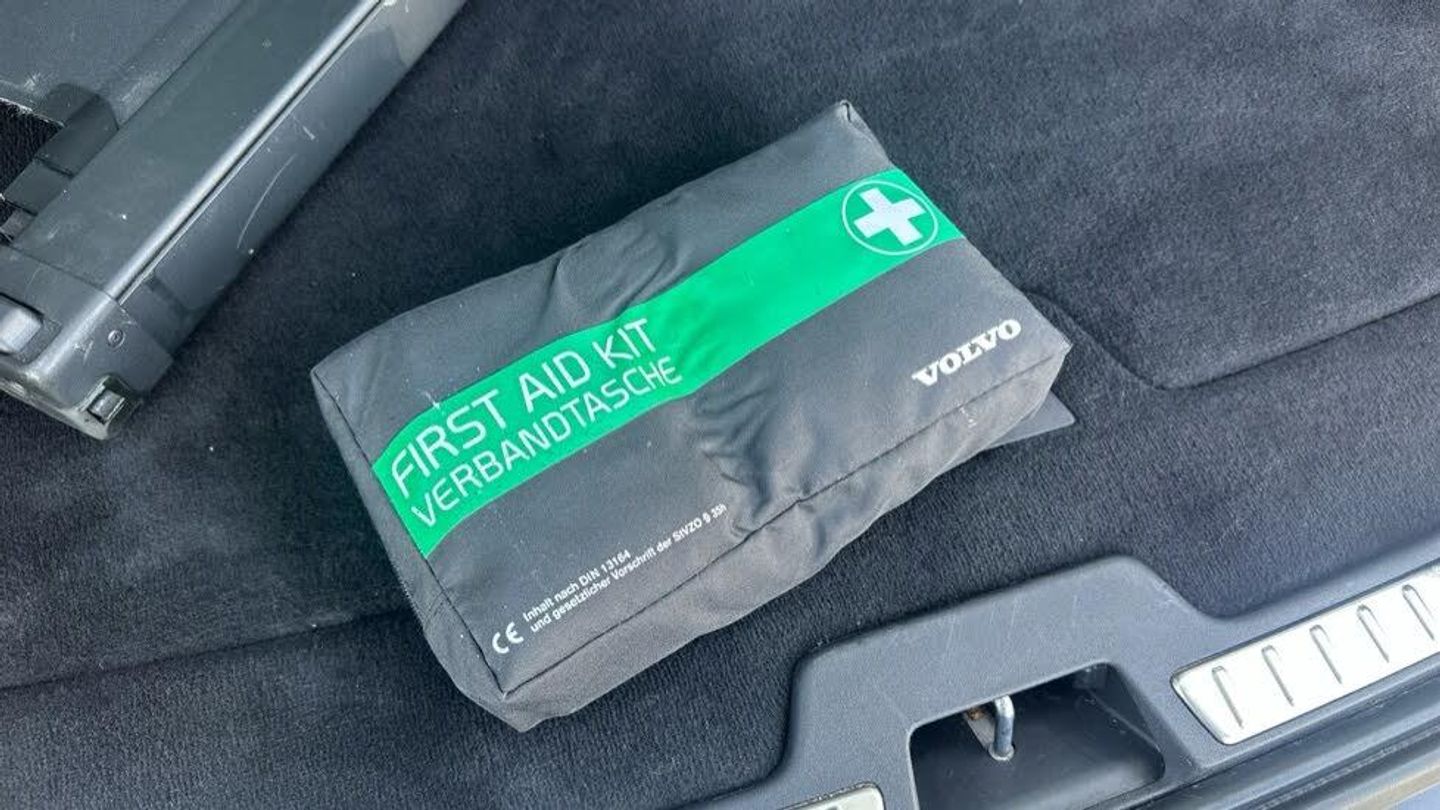 FIRST AID KIT
VERBANDTASCHE
VOLVO
CE Inhalt nach DIN 13164
und gesetzlicher Vorschrift der StVZO § 35h